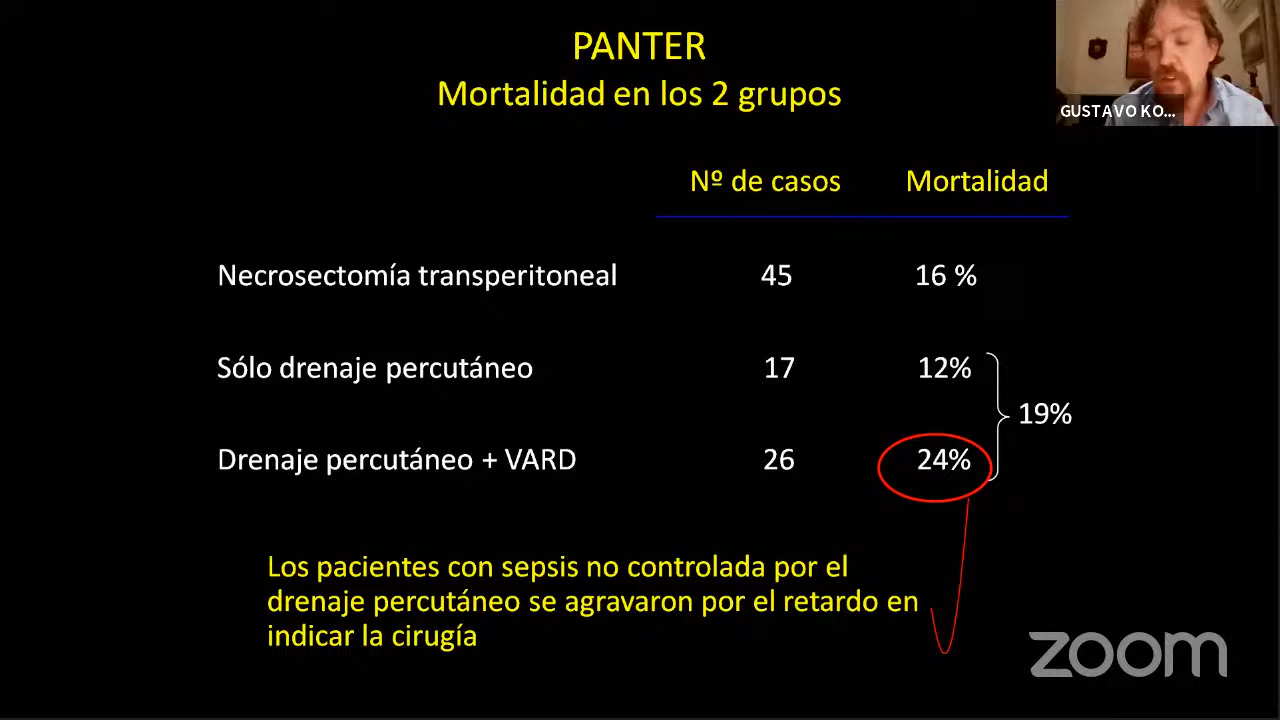 PANTER
Mortalidad en los 2 grupos
GUSTAVO KO...
Nº de casos Mortalidad
Necrosectomía transperitoneal 45 16 %
Sólo drenaje percutáneo 17 12%
19%
Drenaje percutáneo + VARD 26 24%
Los pacientes con sepsis no controlada por el
drenaje percutáneo se agravaron por el retardo en
indicar la cirugía
zoom